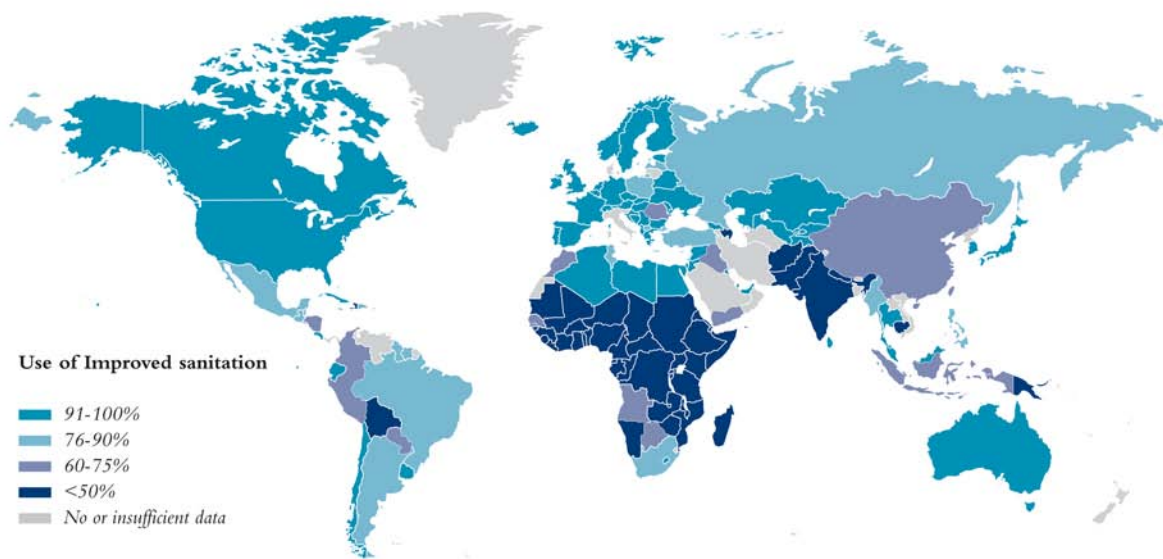 Use of Improved sanitation
91-100%
76-90%
60-75%
<50%
No or insufficient data